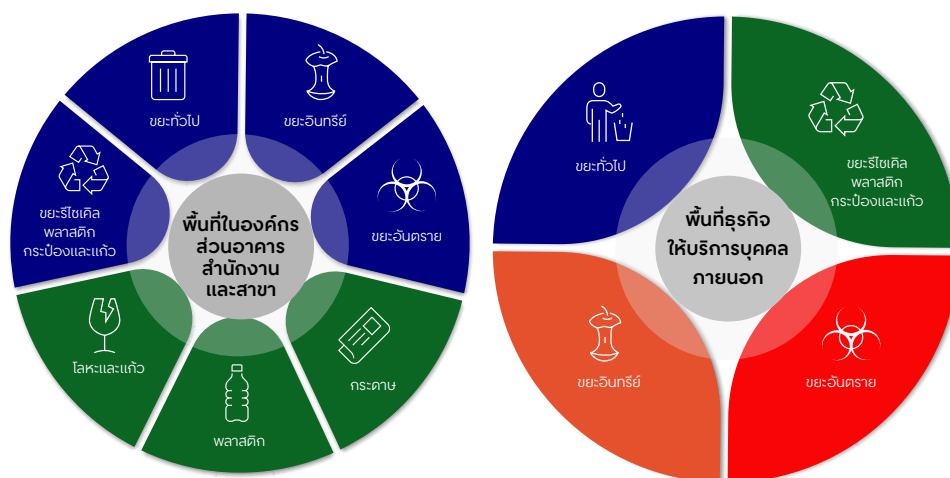 ขยะทั่วไป
ขยะอินทรีย์
ขยะอันตราย
กระดาษ
พลาสติก
โลหะและแก้ว
ขยะรีไซเคิล
พลาสติก
กระป๋องและแก้ว
พื้นที่ในองค์กร
ส่วนอาคาร
สำนักงาน
และสาขา
ขยะทั่วไป
ขยะรีไซเคิล
พลาสติก
กระป๋องและแก้ว
ขยะอันตราย
ขยะอินทรีย์
พื้นที่ธุรกิจ
ให้บริการบุคคล
ภายนอก